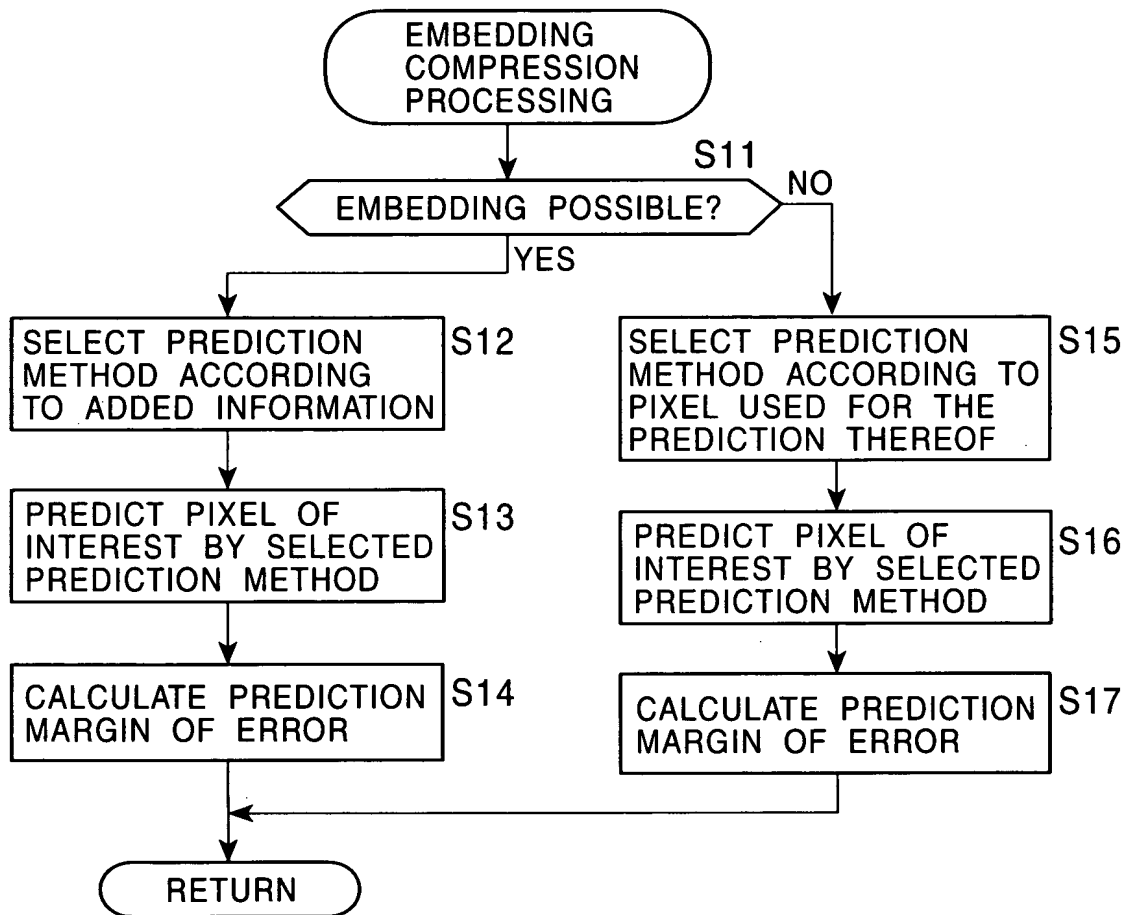 EMBEDDING
COMPRESSION
PROCESSING
S11
EMBEDDING POSSIBLE?
NO
YES
SELECT PREDICTION
METHOD ACCORDING
TO ADDED INFORMATION
S12
PREDICT PIXEL OF
INTEREST BY SELECTED
PREDICTION METHOD
S13
CALCULATE PREDICTION
MARGIN OF ERROR
S14
SELECT PREDICTION
METHOD ACCORDING TO
PIXEL USED FOR THE
PREDICTION THEREOF
S15
PREDICT PIXEL OF
INTEREST BY SELECTED
PREDICTION METHOD
S16
CALCULATE PREDICTION
MARGIN OF ERROR
S17
RETURN